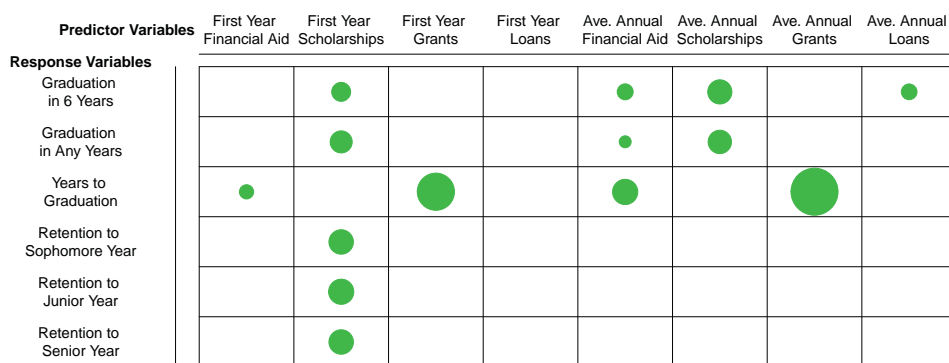 Predictor Variables
First Year
Financial Aid
First Year
Scholarships
First Year
Grants
First Year
Loans
Ave. Annual
Financial Aid
Ave. Annual
Scholarships
Ave. Annual
Grants
Ave. Annual
Loans
Response Variables
Graduation
in 6 Years
Graduation
in Any Years
Years to
Graduation
Retention to
Sophomore Year
Retention to
Junior Year
Retention to
Senior Year